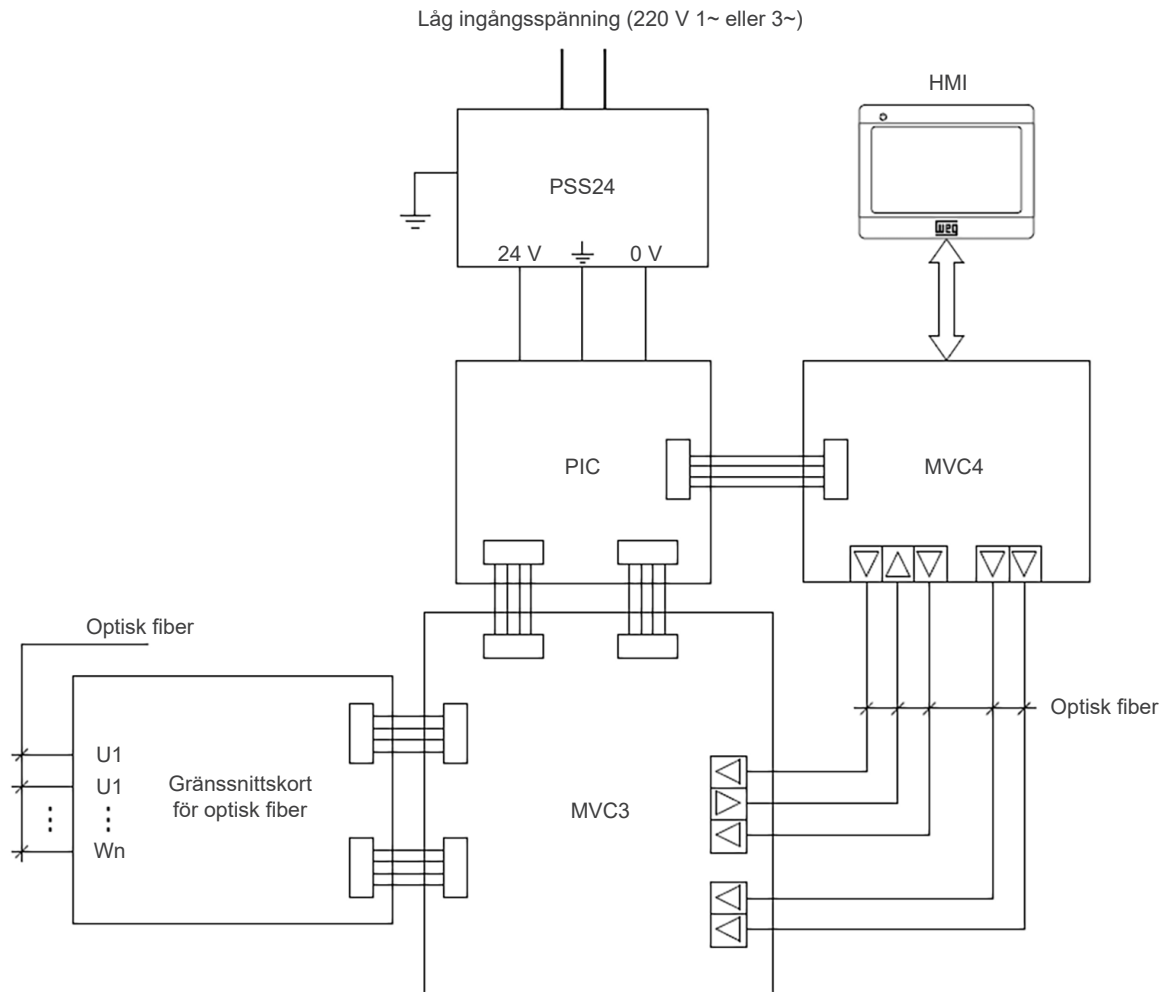 Låg ingångsspänning (220 V 1~ eller 3~)
HMI
PSS24
weg
24 V
0 V
PIC
MVC4
Optisk fiber
Optisk fiber
U1
U1
Gränssnittskort
för optisk fiber
MVC3
Wn